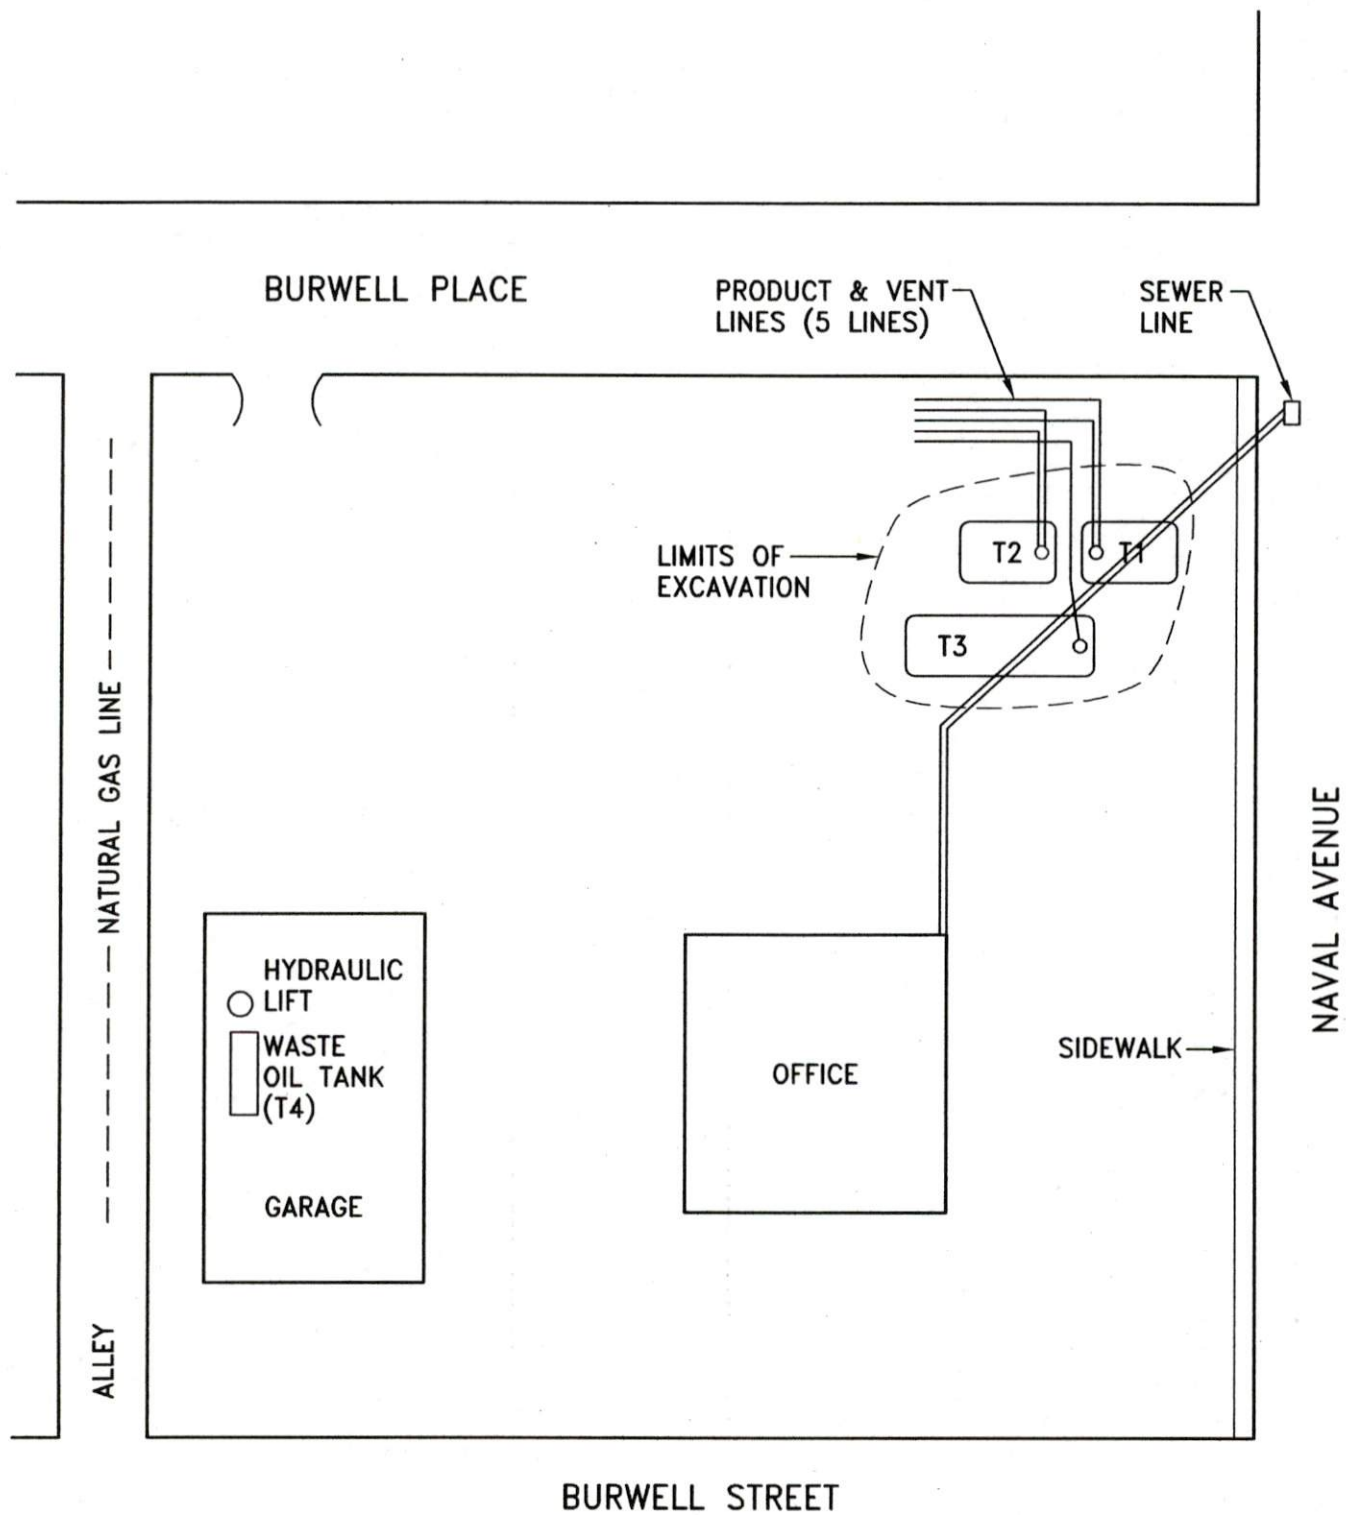 BURWELL PLACE
PRODUCT & VENT
LINES (5 LINES)
SEWER
LINE
LIMITS OF
EXCAVATION
T2
T1
T3
NATURAL GAS LINE
NAVAL AVENUE
HYDRAULIC
LIFT
WASTE
OIL TANK
(T4)
GARAGE
OFFICE
SIDEWALK
ALLEY
BURWELL STREET